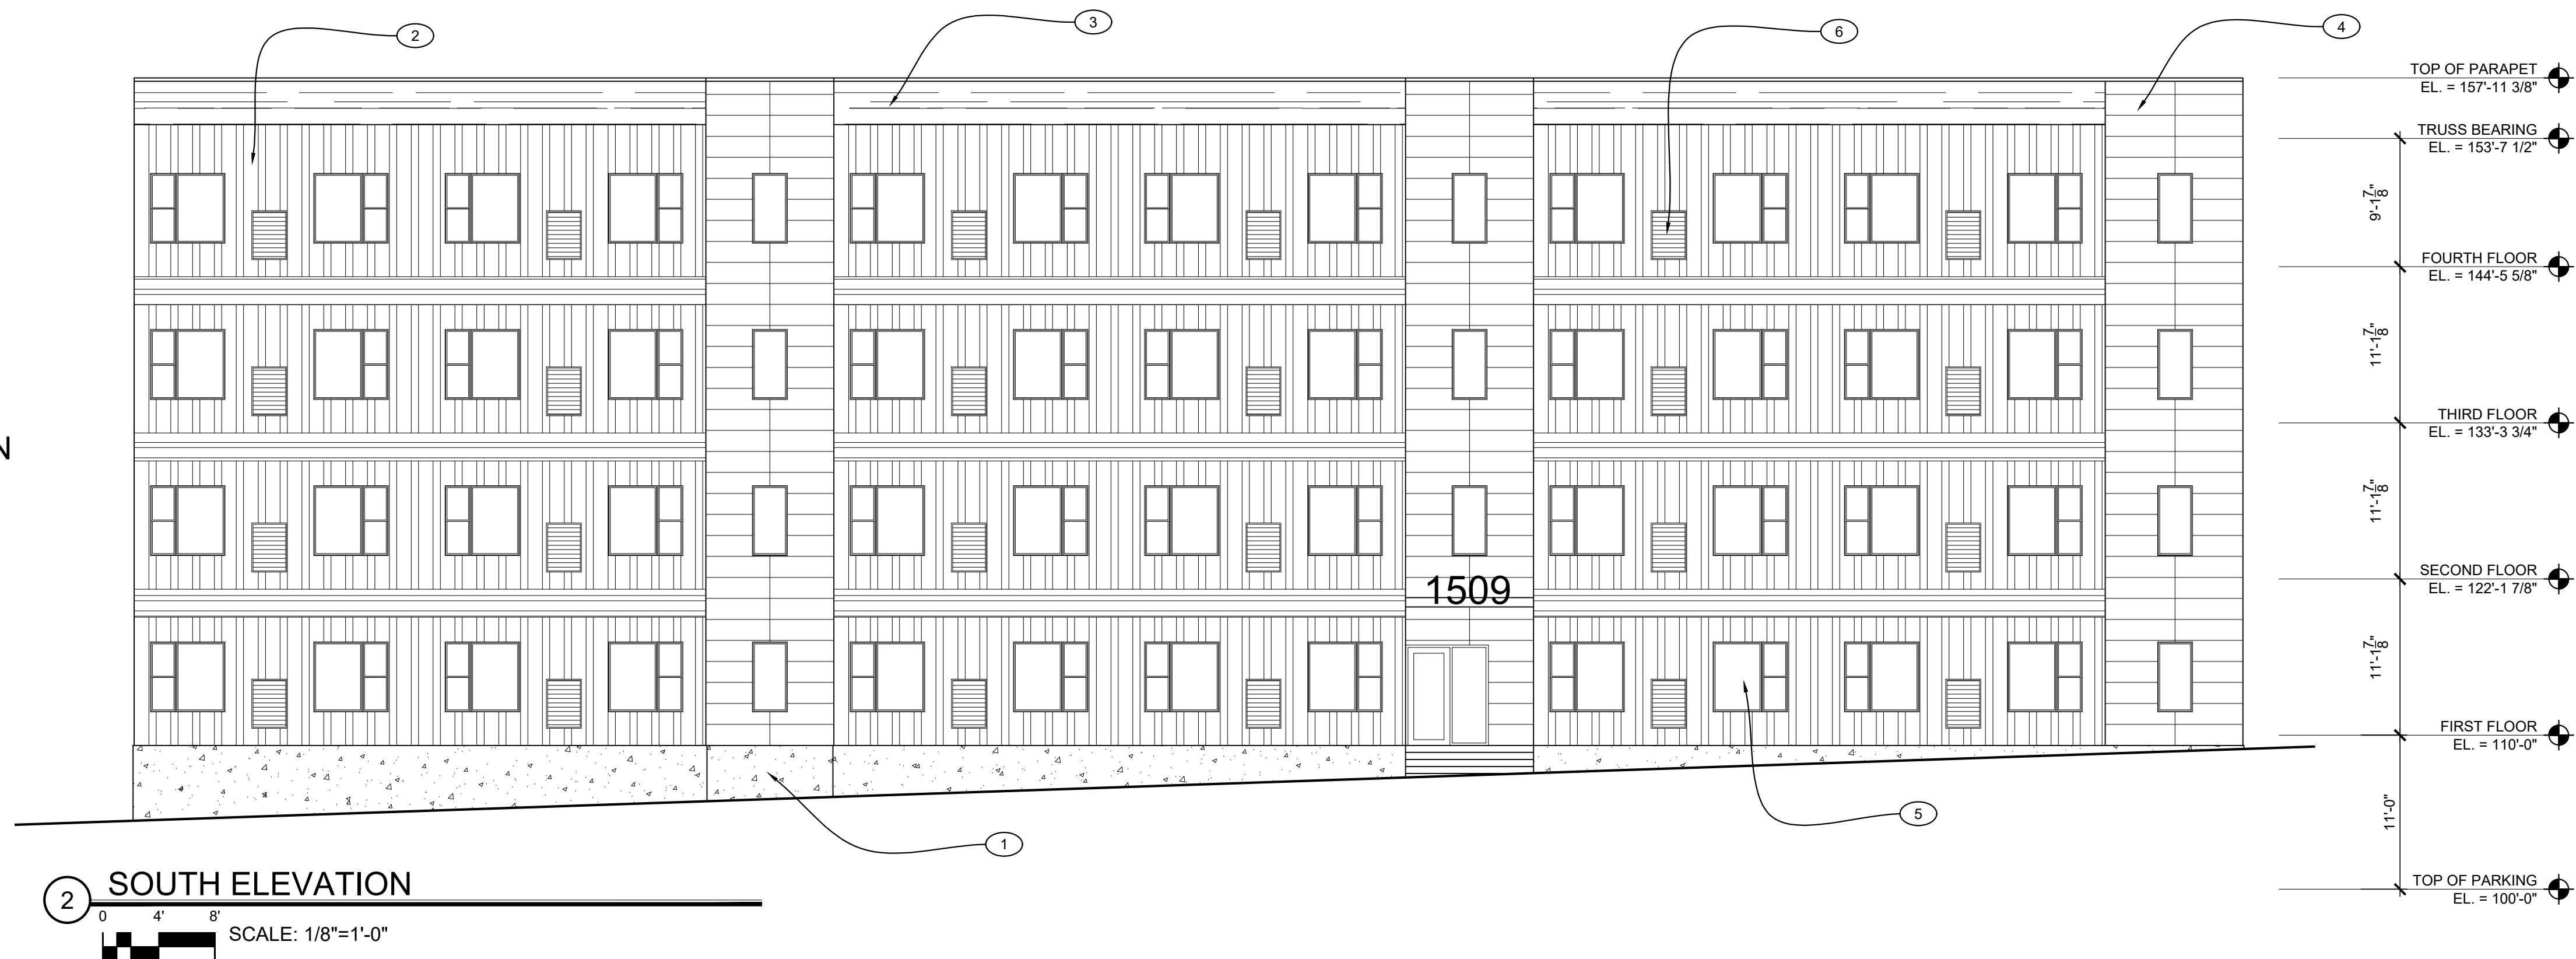 2
3
6
4
TOP OF PARAPET
EL. = 157'-11 3/8"
TRUSS BEARING
EL. = 153'-7 1/2"
9'-1 7/8"
FOURTH FLOOR
EL. = 144'-5 5/8"
11'-1 7/8"
THIRD FLOOR
EL. = 133'-3 3/4"
N
11'-1 7/8"
SECOND FLOOR
EL. = 122'-1 7/8"
1509
11'-1 7/8"
FIRST FLOOR
EL. = 110'-0"
11'-0"
5
1
TOP OF PARKING
EL. = 100'-0"
2
SOUTH ELEVATION
0 4' 8'
SCALE: 1/8"=1'-0"